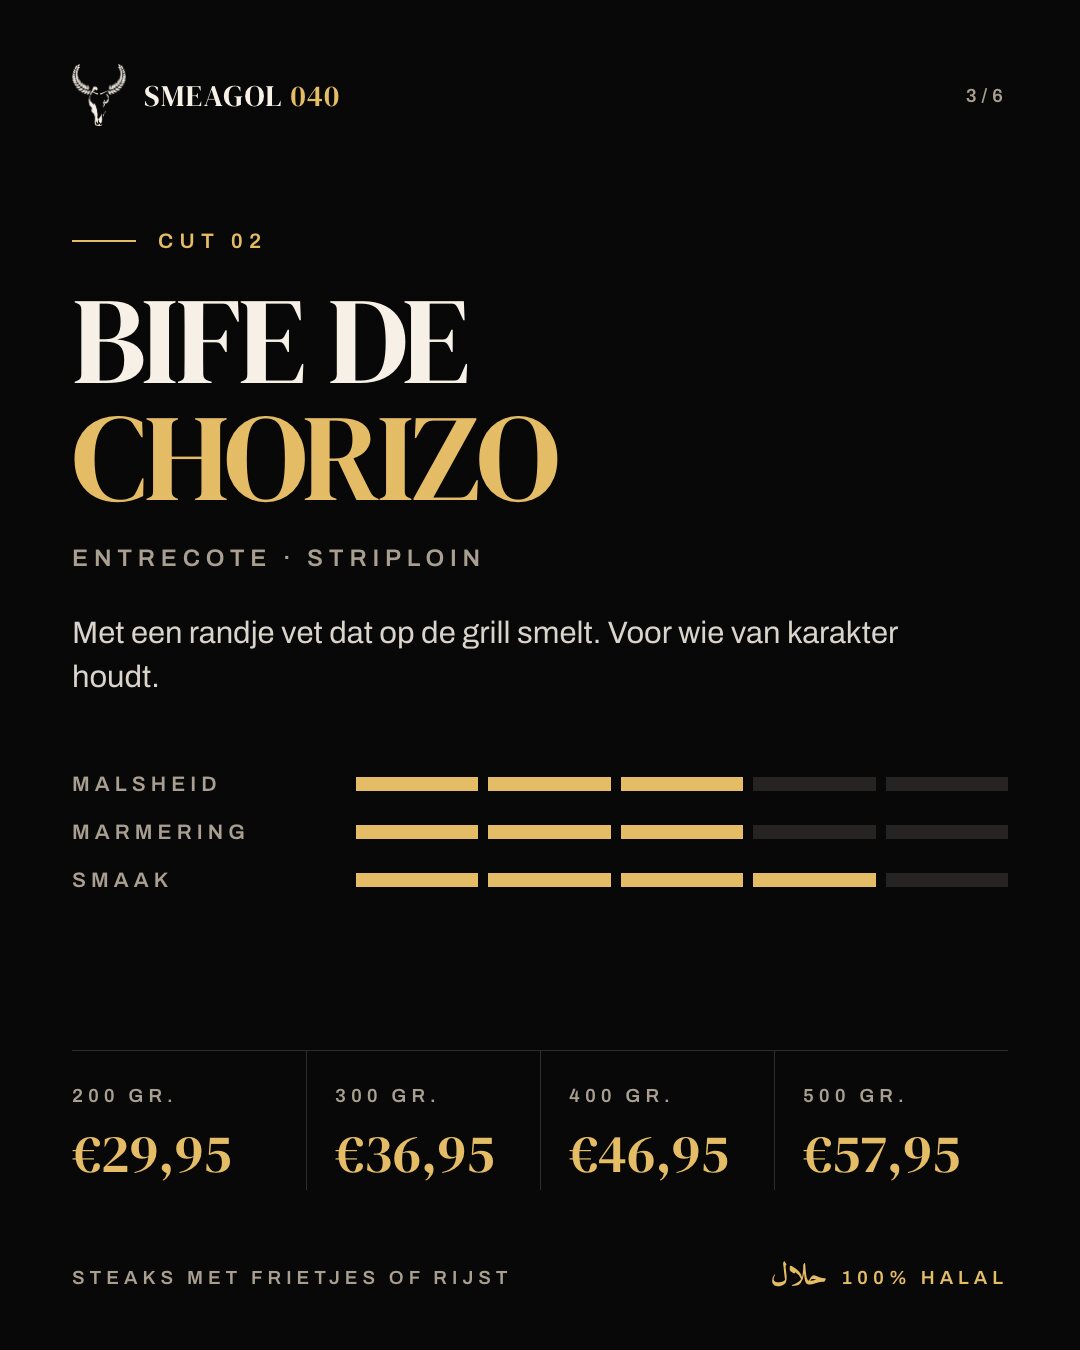 SMEAGOL 040
3/6
CUT 02
BIFE DE
CHORIZO
ENTRECOTE · STRIPLOIN
Met een randje vet dat op de grill smelt. Voor wie van karakter
houdt.
MALSHEID
MARMERING
SMAAK
200 GR.
€29,95
300 GR.
€36,95
400 GR.
€46,95
500 GR.
€57,95
STEAKS MET FRIETJES OF RIJST
حلال 100% HALAL